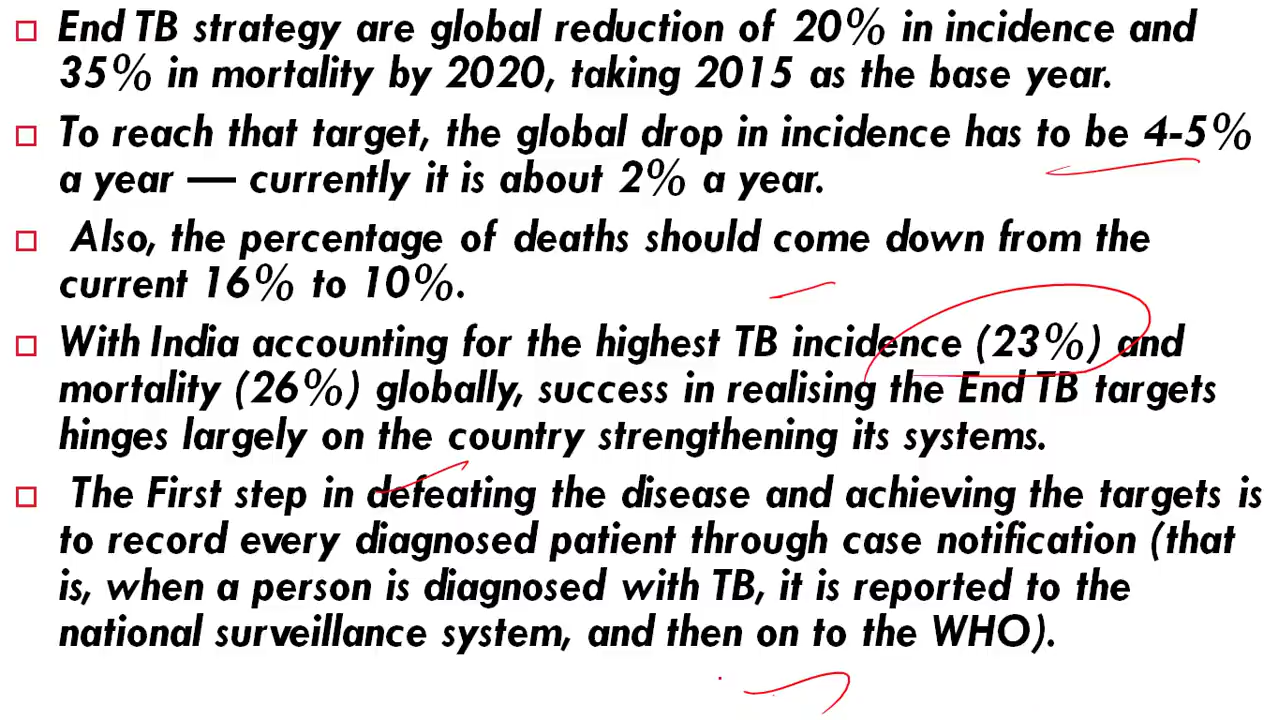 End TB strategy are global reduction of 20% in incidence and
35% in mortality by 2020, taking 2015 as the base year.
To reach that target, the global drop in incidence has to be 4-5%
a year — currently it is about 2% a year.
Also, the percentage of deaths should come down from the
current 16% to 10%.
With India accounting for the highest TB incidence (23%) and
mortality (26%) globally, success in realising the End TB targets
hinges largely on the country strengthening its systems.
The First step in defeating the disease and achieving the targets is
to record every diagnosed patient through case notification (that
is, when a person is diagnosed with TB, it is reported to the
national surveillance system, and then on to the WHO).